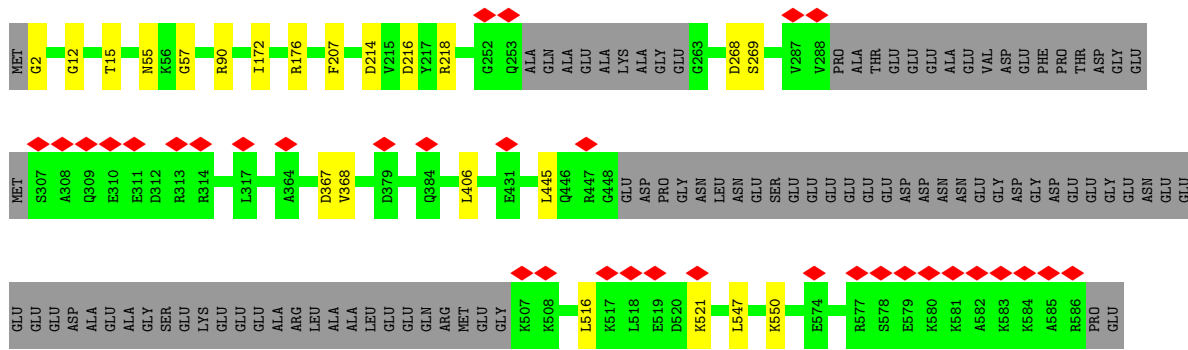 MET G2 G12 T15 N55 K56 G57 R90 I172 R176 F207 D214 V215 D216 Y217 R218 G252 Q253 ALA GLN ALA GLU ALA LYS ALA GLY GLU G263 D268 S269 V287 V288 PRO ALA THR GLU GLU GLU ALA GLU VAL ASP GLU PHE PRO THR ASP GLY GLU
MET S307 A308 Q309 E310 E311 D312 R313 R314 L317 A364 D367 V368 D379 Q384 L406 E431 L445 Q446 R447 G448 GLU ASP PRO GLY ASN LEU ASN GLU SER GLU GLU GLU GLU GLU GLU ASP ASP ASN ASN GLU GLY ASP GLY ASP GLU GLU GLY GLU ASN GLU GLU
GLU GLU GLU ASP ALA GLU ALA GLY SER GLU LYS GLU GLU GLU ALA ARG LEU ALA ALA LEU GLU GLU GLN ARG MET GLU GLY K507 K508 L516 K517 L518 E519 D520 K521 L547 K550 E574 R577 S578 E579 K580 K581 A582 K583 K584 A585 R586 PRO GLU